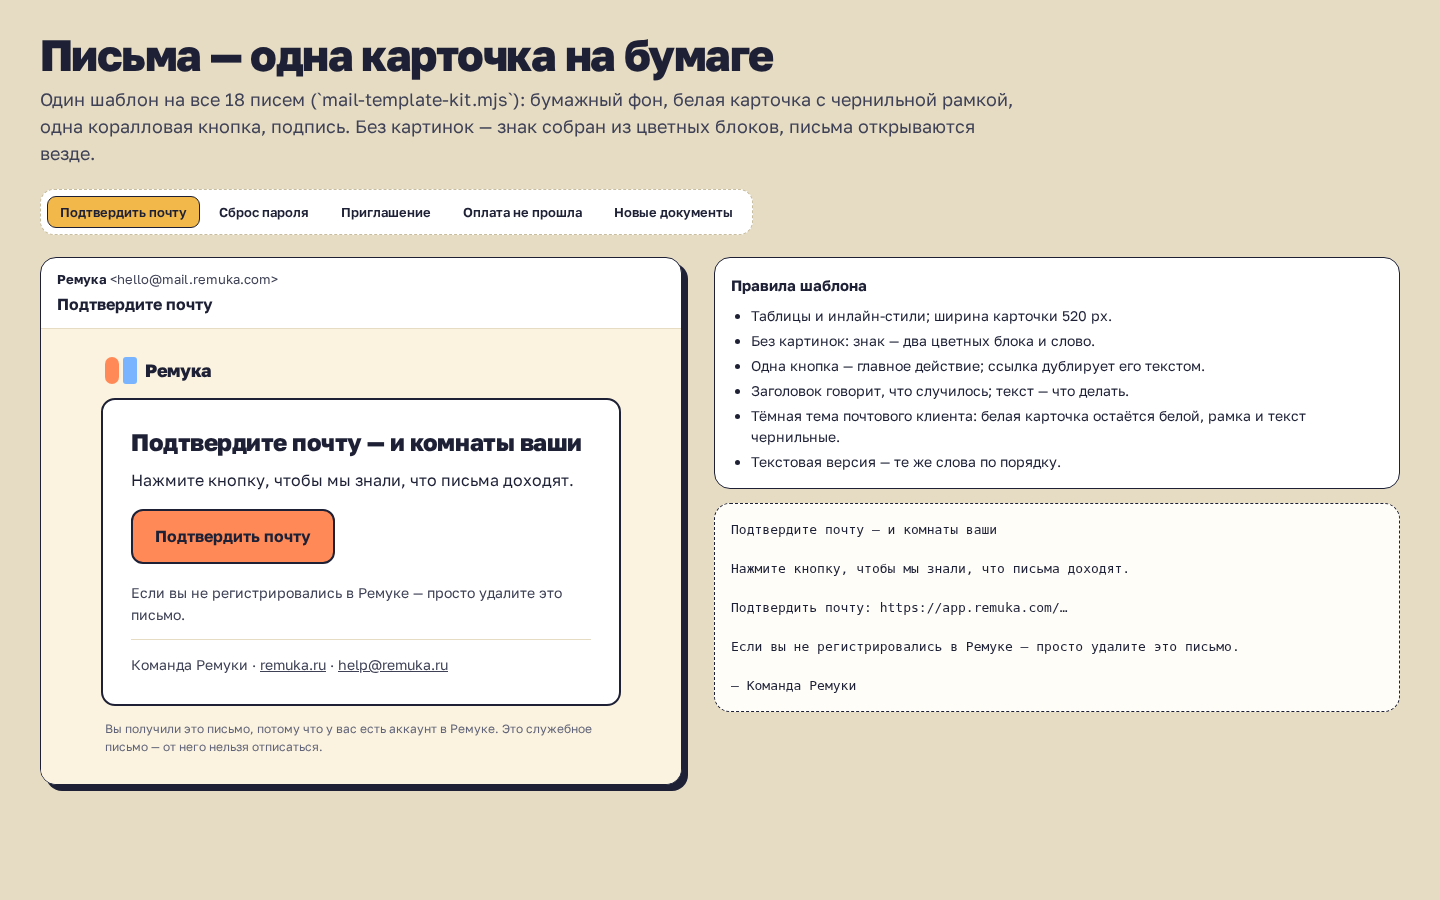 Письма — одна карточка на бумаге
Один шаблон на все 18 писем (`mail-template-kit.mjs`): бумажный фон, белая карточка с чернильной рамкой,
одна коралловая кнопка, подпись. Без картинок — знак собран из цветных блоков, письма открываются
везде.
Подтвердить почту Сброс пароля Приглашение Оплата не прошла Новые документы
Ремука <hello@mail.remuka.com>
Подтвердите почту
Ремука
Подтвердите почту — и комнаты ваши
Нажмите кнопку, чтобы мы знали, что письма доходят.
Подтвердить почту
Если вы не регистрировались в Ремуке — просто удалите это
письмо.
Команда Ремуки · remuka.ru · help@remuka.ru
Вы получили это письмо, потому что у вас есть аккаунт в Ремуке. Это служебное
письмо — от него нельзя отписаться.
Правила шаблона
• Таблицы и инлайн-стили; ширина карточки 520 px.
• Без картинок: знак — два цветных блока и слово.
• Одна кнопка — главное действие; ссылка дублирует его текстом.
• Заголовок говорит, что случилось; текст — что делать.
• Тёмная тема почтового клиента: белая карточка остаётся белой, рамка и текст
чернильные.
• Текстовая версия — те же слова по порядку.
Подтвердите почту — и комнаты ваши
Нажмите кнопку, чтобы мы знали, что письма доходят.
Подтвердить почту: https://app.remuka.com/…
Если вы не регистрировались в Ремуке — просто удалите это письмо.
— Команда Ремуки